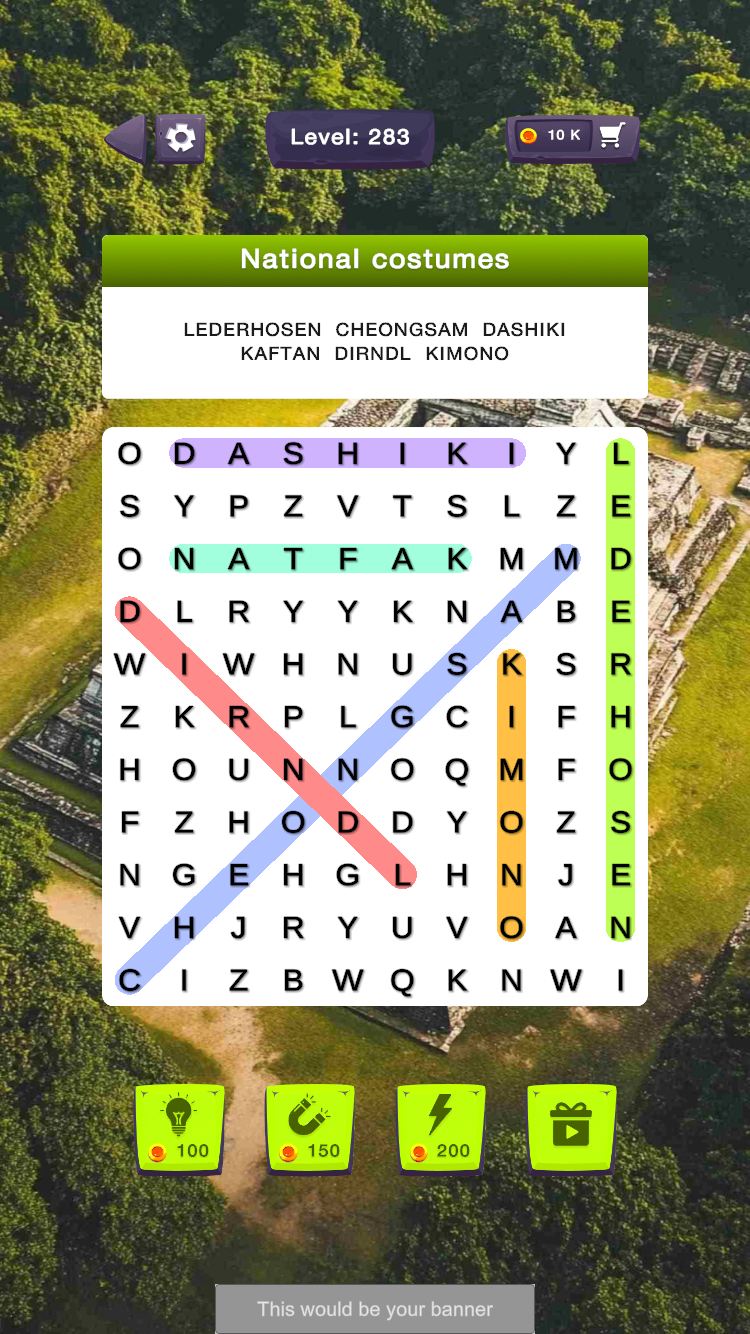 Level: 283
10 K
National costumes
LEDERHOSEN CHEONGSAM DASHIKI
KAFTAN DIRNDL KIMONO
O D A S H I K I Y L
S Y P Z V T S L Z E
O N A T F A K M M D
D L R Y Y K N A B E
W I W H N U S K S R
Z K R P L G C I F H
H O U N N O Q M F O
F Z H O D D Y O Z S
N G E H G L H N J E
V H J R Y U V O A N
C I Z B W Q K N W I
100 150 200
This would be your banner